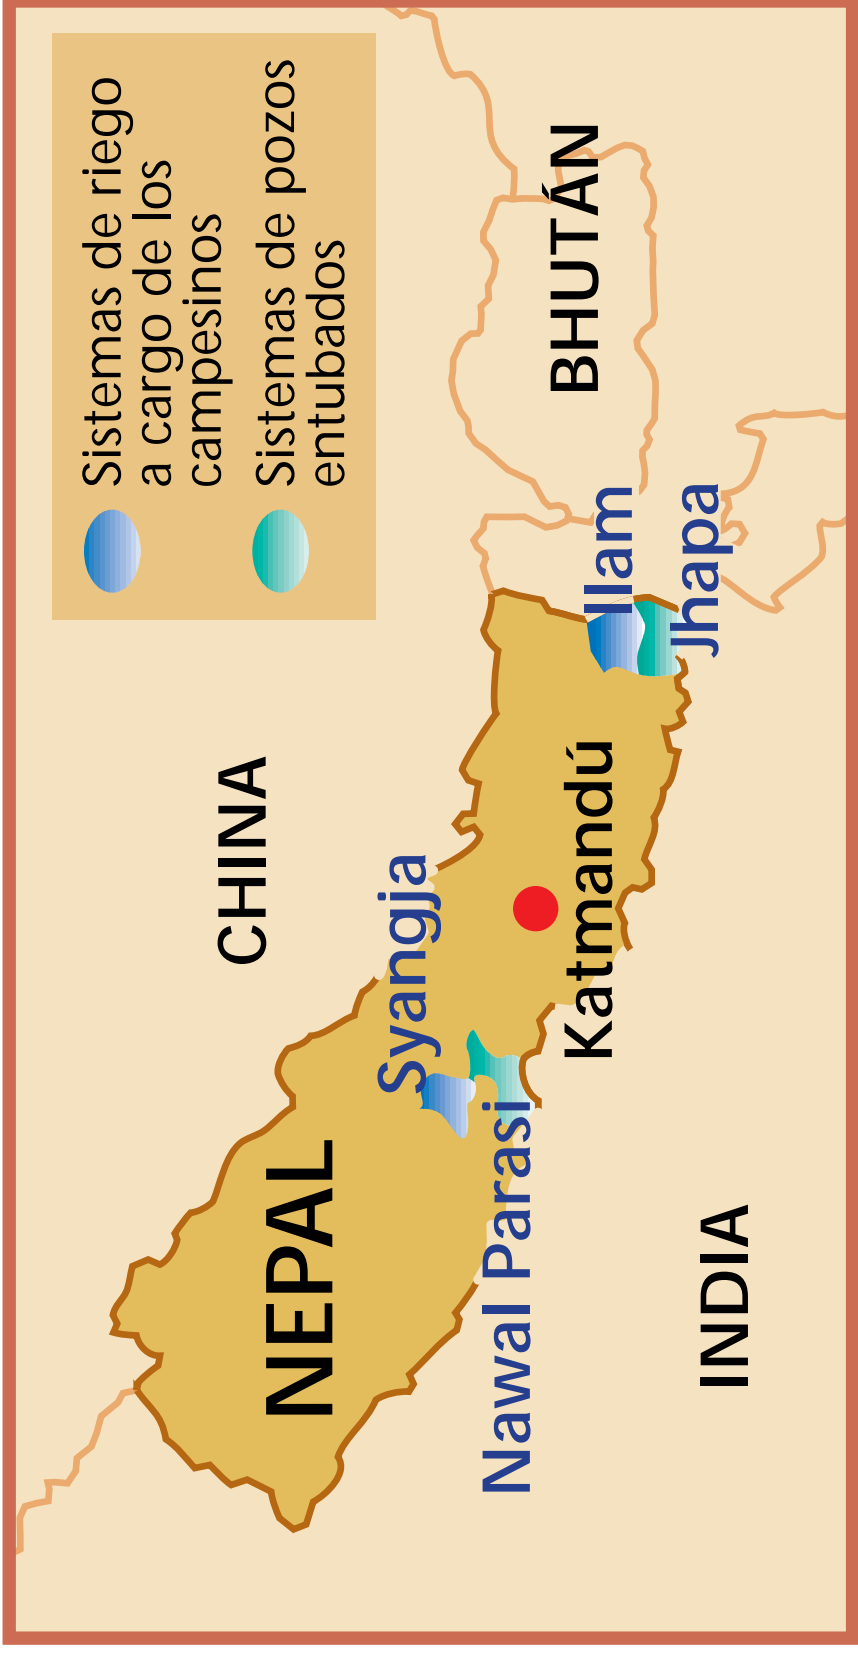 Sistemas de riego
a cargo de los
campesinos
Sistemas de pozos
entubados
CHINA
NEPAL
Syangja
Nawal Parasi
Katmandú
BHUTÁN
Ilam
Jhapa
INDIA